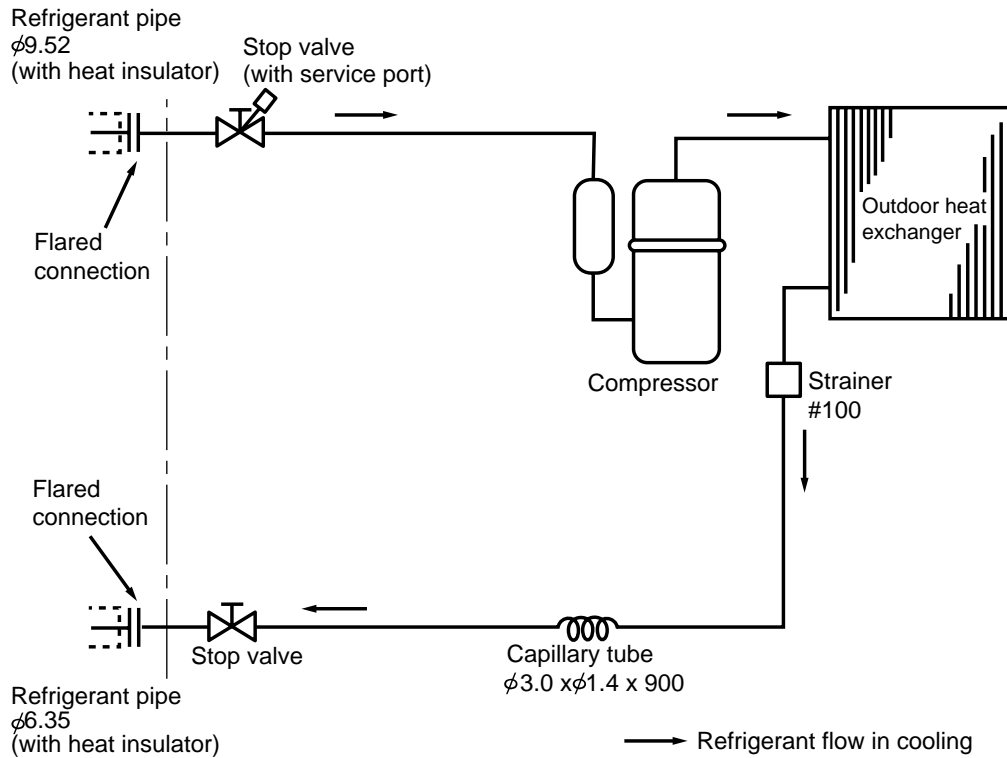 Refrigerant pipe
ϕ9.52
(with heat insulator)
Stop valve
(with service port)
Flared
connection
Outdoor heat
exchanger
Compressor
Strainer
#100
Flared
connection
Stop valve
Capillary tube
ϕ3.0 xϕ1.4 x 900
Refrigerant pipe
ϕ6.35
(with heat insulator)
Refrigerant flow in cooling